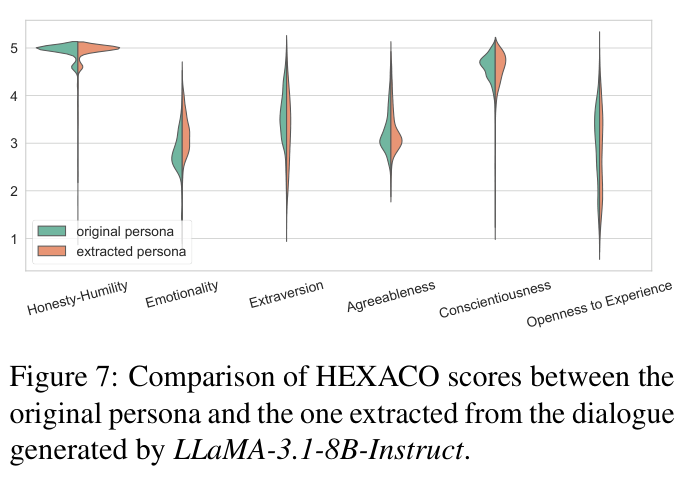 5
4
3
2
1
original persona
extracted persona
Honesty-Humility
Emotionality
Extraversion
Agreeableness
Conscientiousness
Openness to Experience
Figure 7: Comparison of HEXACO scores between the
original persona and the one extracted from the dialogue
generated by LLaMA-3.1-8B-Instruct.